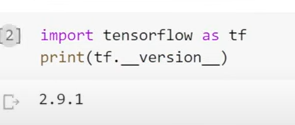 [2] import tensorflow as tf
print(tf.__version__)
2.9.1